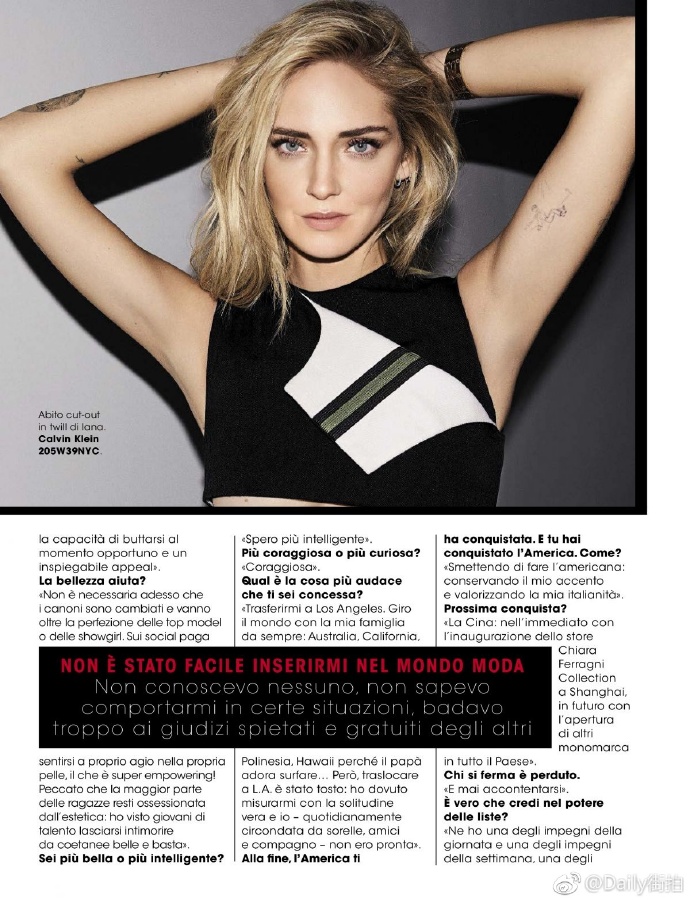 Abito cut-out
in twill di lana.
Calvin Klein
205W39NYC.
la capacità di buttarsi al
momento opportuno e un
inspiegabile appeal».
La bellezza aiuta?
«Non è necessaria adesso che
i canoni sono cambiati e vanno
oltre la perfezione delle top model
o delle showgirl. Sui social paga
«Spero più intelligente».
Più coraggiosa o più curiosa?
«Coraggiosa».
Qual è la cosa più audace
che ti sei concessa?
«Trasferirmi a Los Angeles. Giro
il mondo con la mia famiglia
da sempre: Australia, California,
ha conquistata. E tu hai
conquistato l'America. Come?
«Smettendo di fare l'americana:
conservando il mio accento
e valorizzando la mia italianità».
Prossima conquista?
«La Cina: nell'immediato con
l'inaugurazione dello store
Chiara
Ferragni
Collection
a Shanghai,
in futuro con
l'apertura
di altri
monomarca
NON È STATO FACILE INSERIRMI NEL MONDO MODA
Non conoscevo nessuno, non sapevo
comportarmi in certe situazioni, badavo
troppo ai giudizi spietati e gratuiti degli altri
sentirsi a proprio agio nella propria
pelle, il che è super empowering!
Peccato che la maggior parte
delle ragazze resti ossessionata
dall'estetica: ho visto giovani di
talento lasciarsi intimorire
da coetanee belle e basta».
Sei più bella o più intelligente?
Polinesia, Hawaii perché il papà
adora surfare... Però, traslocare
a L.A. è stato tosto: ho dovuto
misurarmi con la solitudine
vera e io – quotidianamente
circondata da sorelle, amici
e compagno – non ero pronta».
Alla fine, l'America ti
in tutto il Paese».
Chi si ferma è perduto.
«E mai accontentarsi».
È vero che credi nel potere
delle liste?
«Ne ho una degli impegni della
giornata e una degli impegni
della settimana, una degli
@Daily街拍